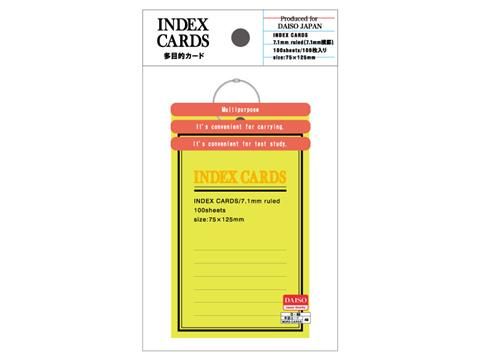 INDEX
CARDS
多目的カード
Produced for
DAISO JAPAN
INDEX CARDS
7.1mm ruled(7.1mm横罫)
100sheets/100枚入り
size:75×125mm
Multipurpose
It's convenient for carrying.
It's convenient for test study.
INDEX CARDS
INDEX CARDS/7.1mm ruled
100sheets
size:75×125mm
DAISO